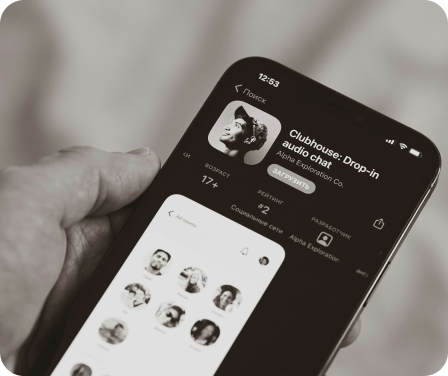 12:53
Поиск
Clubhouse: Drop-in
audio chat
Alpha Exploration Co.
ЗАГРУЗИТЬ
ВОЗРАСТ
17+
РЕЙТИНГ
#2
Социальные сети
РАЗРАБОТЧИК
Alpha Exploration